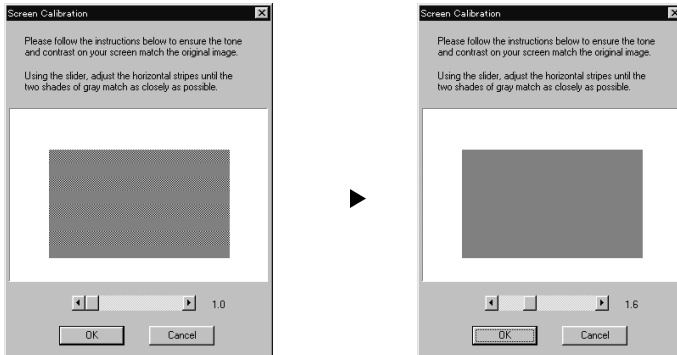 Screen Calibration
Please follow the instructions below to ensure the tone
and contrast on your screen match the original image.
Using the slider, adjust the horizontal stripes until the
two shades of gray match as closely as possible.
1.0
OK Cancel
Screen Calibration
Please follow the instructions below to ensure the tone
and contrast on your screen match the original image.
Using the slider, adjust the horizontal stripes until the
two shades of gray match as closely as possible.
1.6
OK Cancel